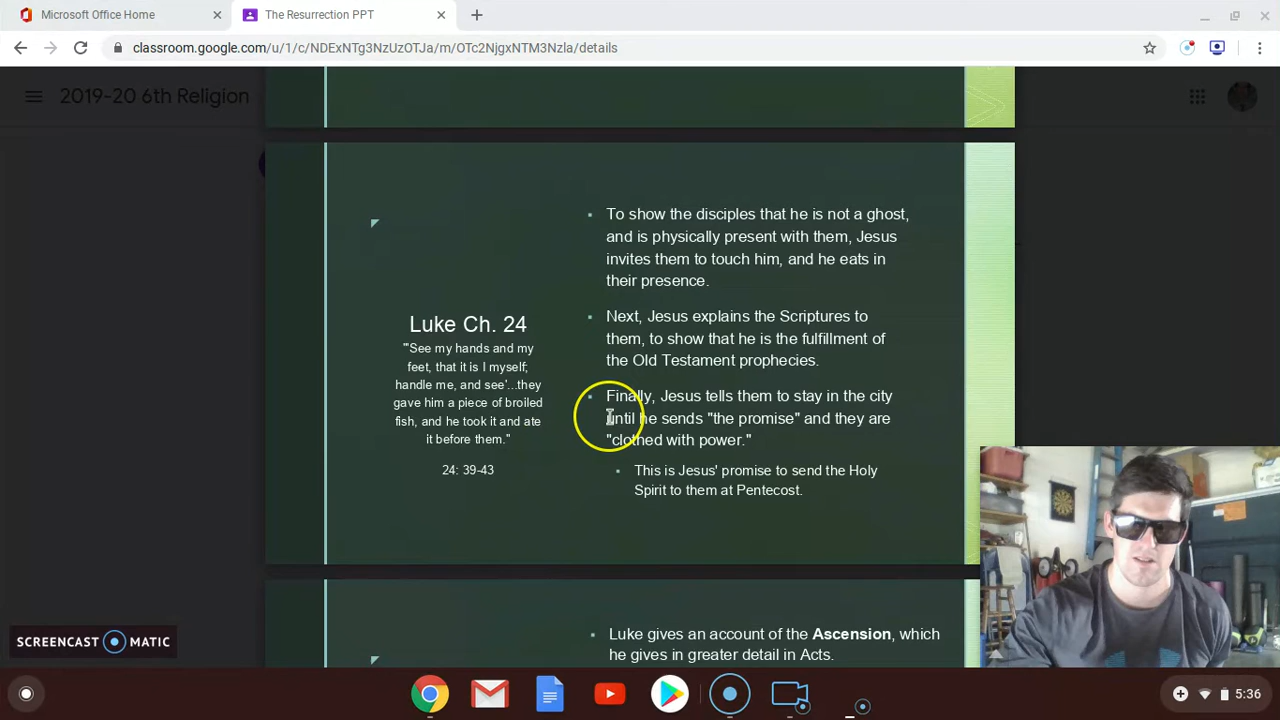 Microsoft Office Home
The Resurrection PPT
classroom.google.com/u/1/c/NDExNTg3NzUzOTJa/m/OTc2NjgxNTM3Nzla/details
2019-20 6th Religion
To show the disciples that he is not a ghost,
and is physically present with them, Jesus
invites them to touch him, and he eats in
their presence.
Next, Jesus explains the Scriptures to
them, to show that he is the fulfillment of
the Old Testament prophecies.
Finally, Jesus tells them to stay in the city
until he sends "the promise" and they are
"clothed with power."
This is Jesus' promise to send the Holy
Spirit to them at Pentecost.
Luke Ch. 24
"'See my hands and my
feet, that it is I myself;
handle me, and see'...they
gave him a piece of broiled
fish, and he took it and ate
it before them."
24: 39-43
Luke gives an account of the Ascension, which
he gives in greater detail in Acts.
SCREENCAST MATIC
5:36